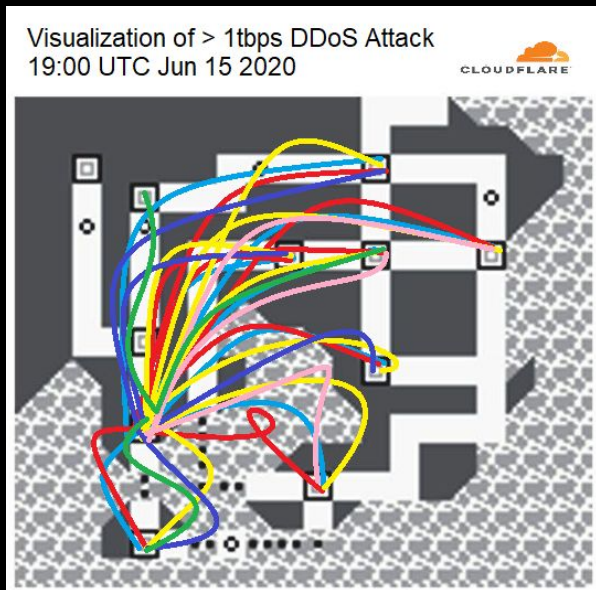 Visualization of > 1tbps DDoS Attack
19:00 UTC Jun 15 2020
CLOUDFLARE